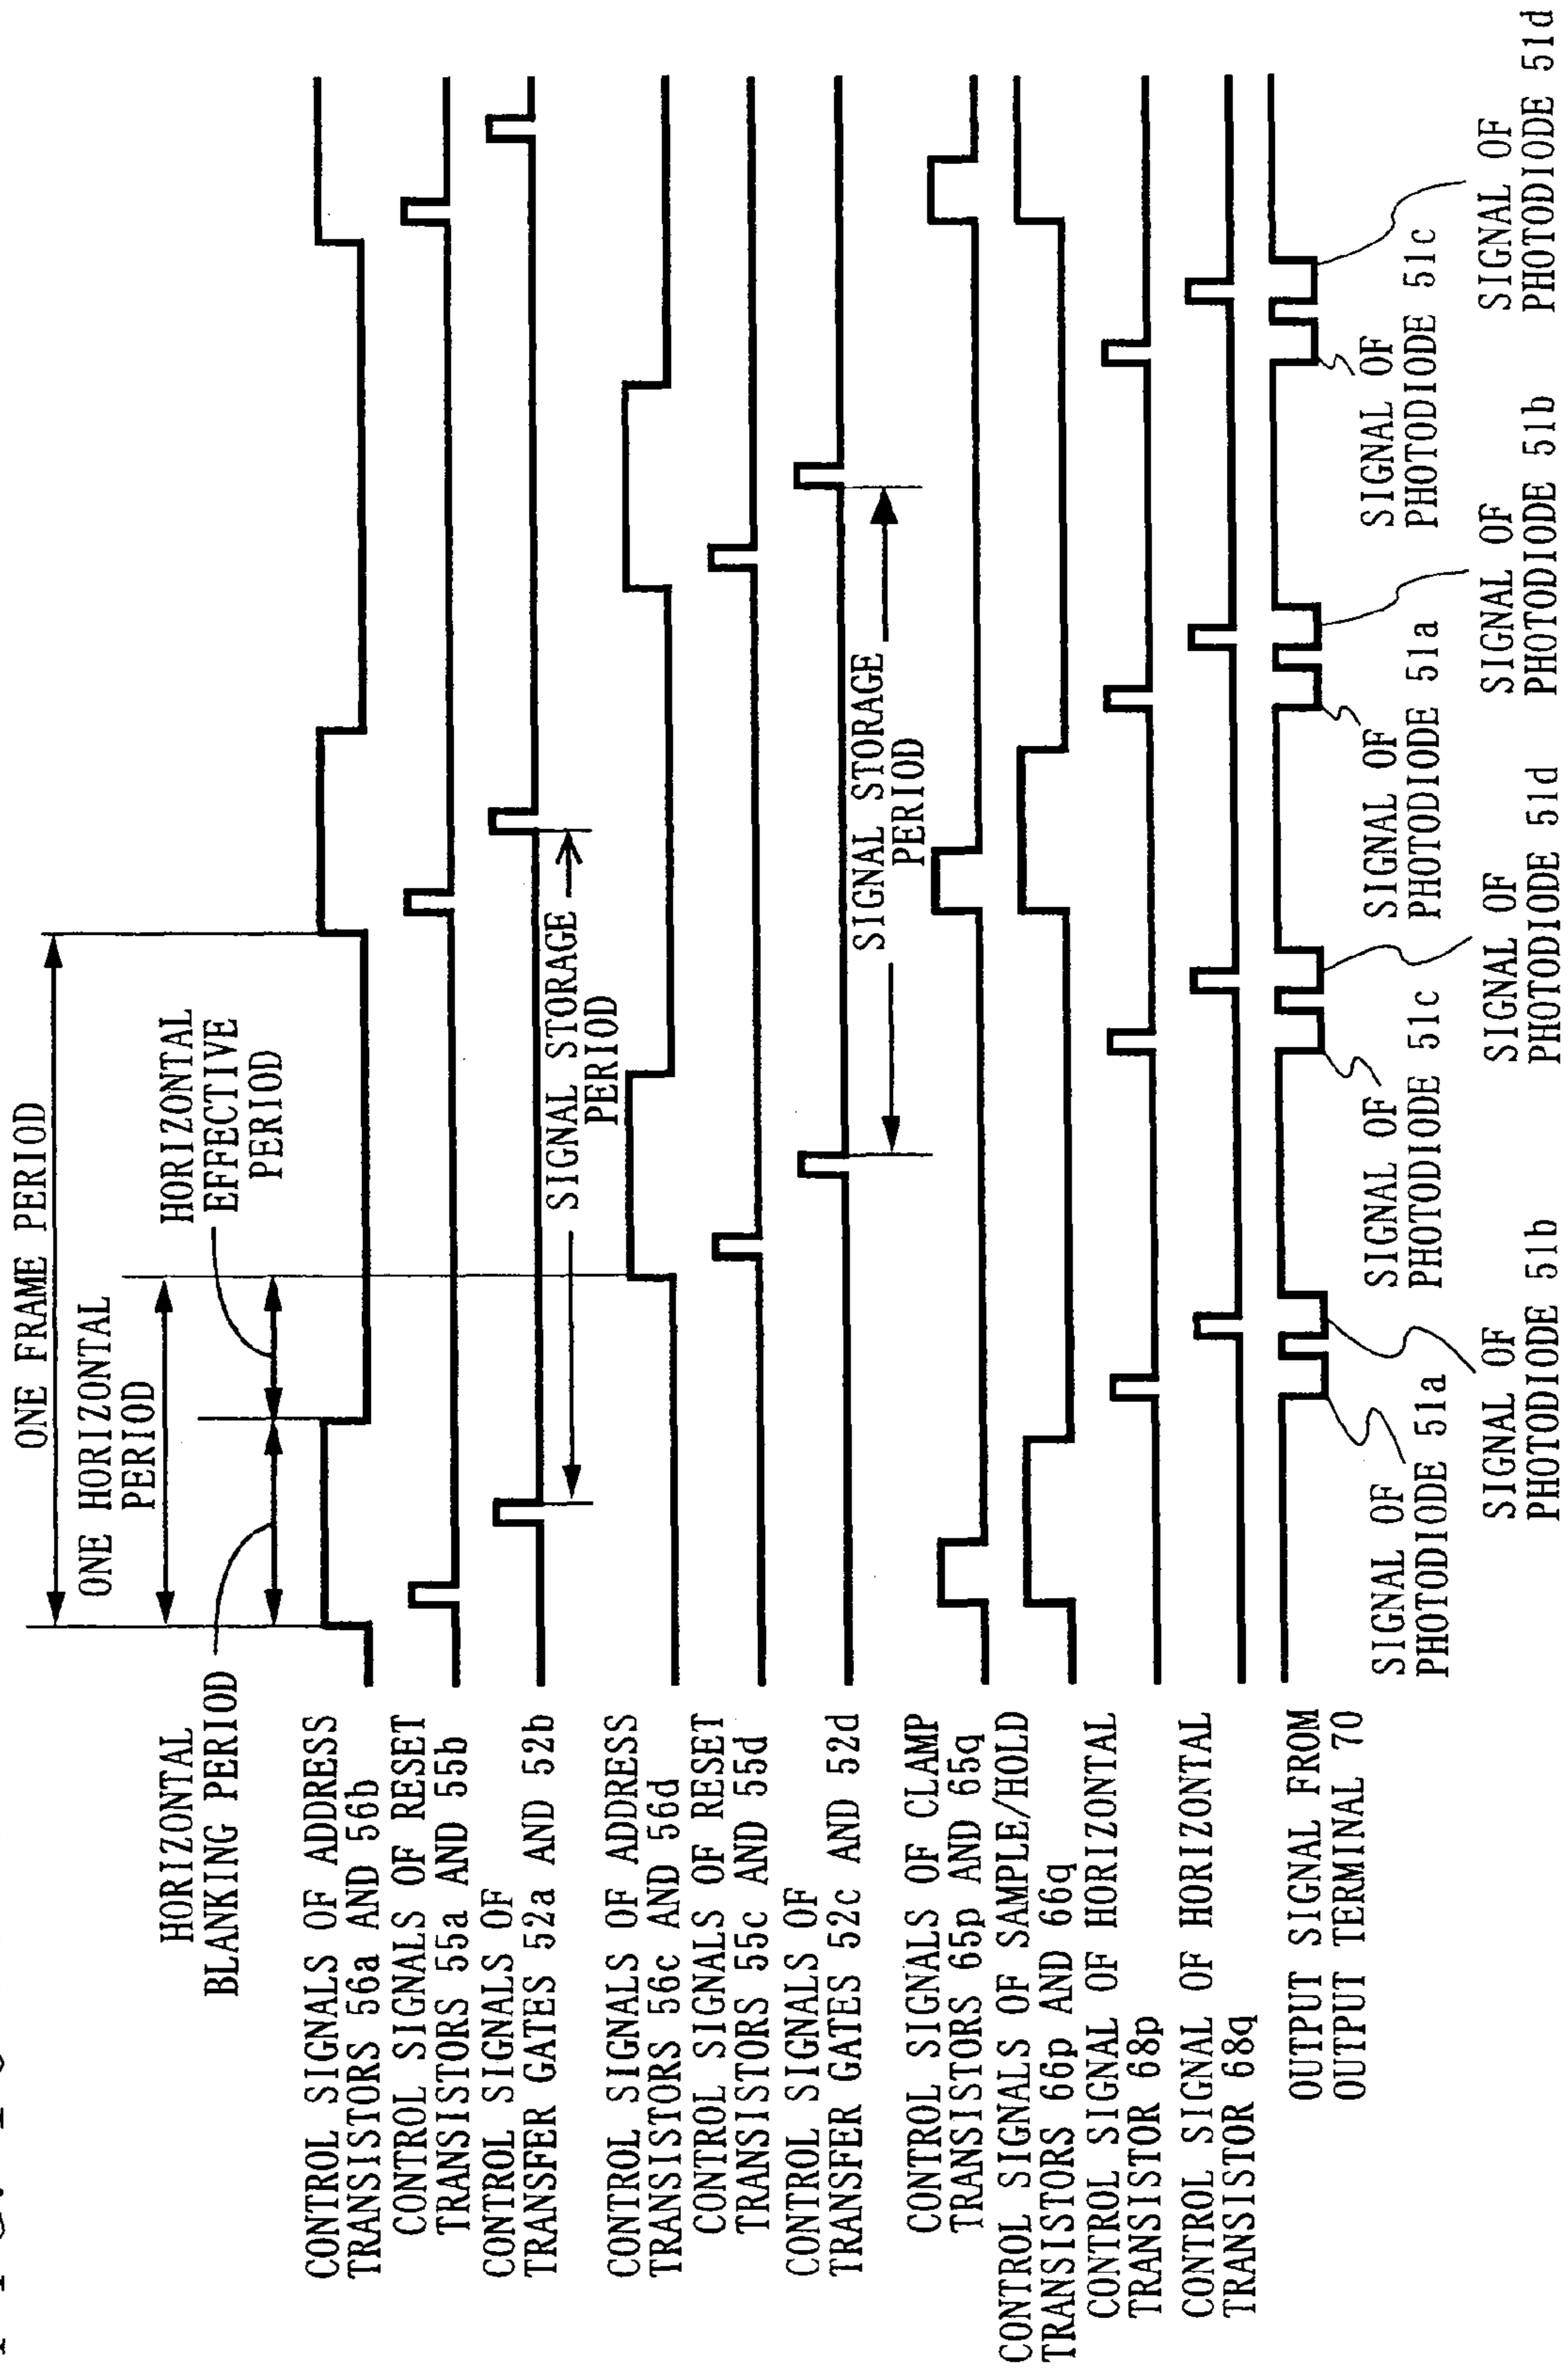 ONE FRAME PERIOD
ONE HORIZONTAL
PERIOD
HORIZONTAL
EFFECTIVE
PERIOD
HORIZONTAL
BLANKING PERIOD
CONTROL SIGNALS OF ADDRESS
TRANSISTORS 56a AND 56b
CONTROL SIGNALS OF RESET
TRANSISTORS 55a AND 55b
CONTROL SIGNALS OF
TRANSFER GATES 52a AND 52b
SIGNAL STORAGE
PERIOD
CONTROL SIGNALS OF ADDRESS
TRANSISTORS 56c AND 56d
CONTROL SIGNALS OF RESET
TRANSISTORS 55c AND 55d
CONTROL SIGNALS OF
TRANSFER GATES 52c AND 52d
SIGNAL STORAGE
PERIOD
CONTROL SIGNALS OF CLAMP
TRANSISTORS 65p AND 65q
CONTROL SIGNALS OF SAMPLE/HOLD
TRANSISTORS 66p AND 66q
CONTROL SIGNAL OF HORIZONTAL
TRANSISTOR 68p
CONTROL SIGNAL OF HORIZONTAL
TRANSISTOR 68q
OUTPUT SIGNAL FROM
OUTPUT TERMINAL 70
SIGNAL OF
PHOTODIODE 51a
SIGNAL OF
PHOTODIODE 51b
SIGNAL OF
PHOTODIODE 51c
SIGNAL OF
PHOTODIODE 51d
SIGNAL OF
PHOTODIODE 51a
SIGNAL OF
PHOTODIODE 51b
SIGNAL OF
PHOTODIODE 51c
SIGNAL OF
PHOTODIODE 51d